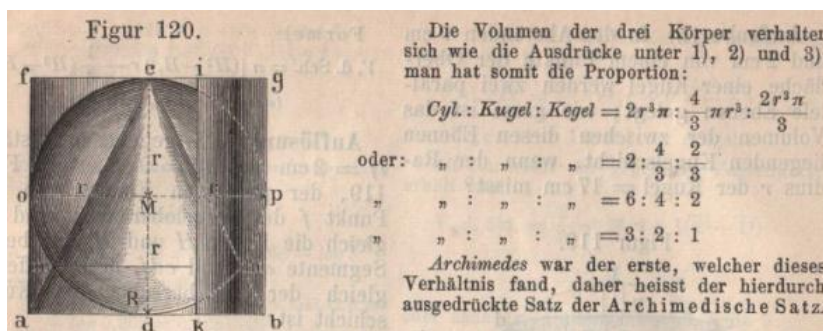 Figur 120.
f
e
i
g
r
r
r
o
M
p
r
R
a
d
k
b
Die Volumen der drei Körper verhalten
sich wie die Ausdrücke unter 1), 2) und 3)
man hat somit die Proportion:
Cyl.: Kugel : Kegel = 2r³π : 4/3 πr³ : 2r³π/3
oder: „ : „ : „ = 2 : 4/3 : 2/3
„ „ : „ : „ = 6 : 4 : 2
„ „ : „ : „ = 3 : 2 : 1
Archimedes war der erste, welcher dieses
Verhältnis fand, daher heisst der hierdurch
ausgedrückte Satz der Archimedische Satz.